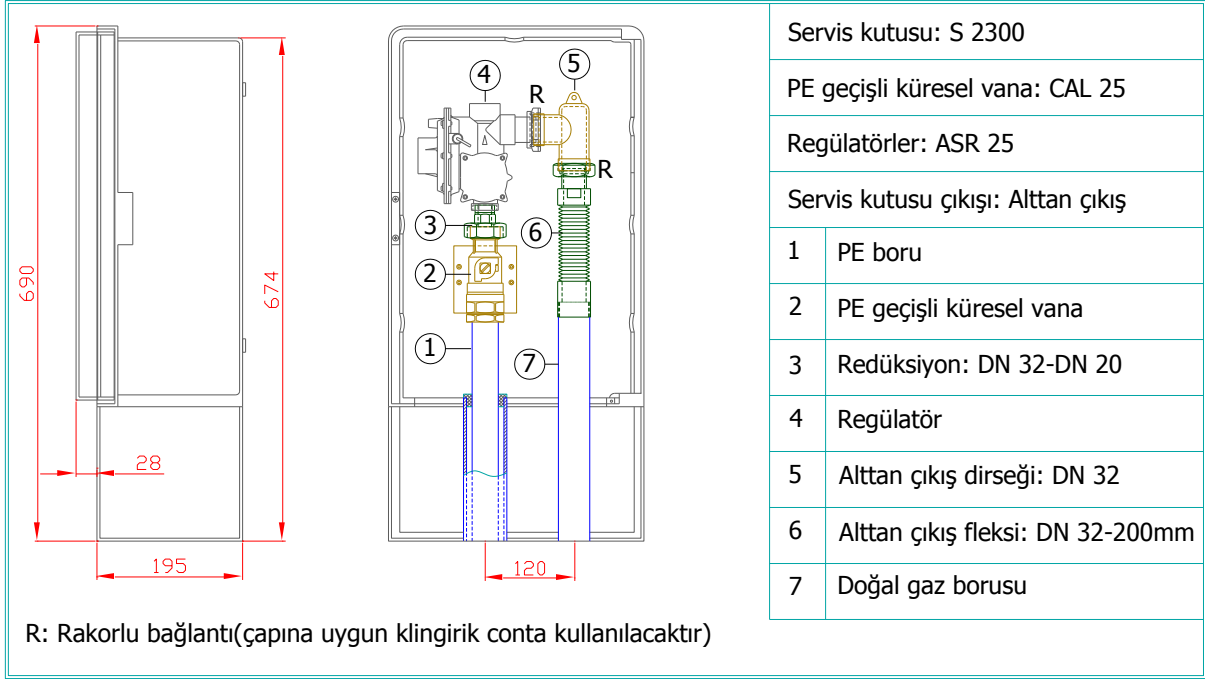 690
28
195
674
4
5
R
R
3
6
2
1
7
120
R: Rakorlu bağlantı(çapına uygun klingirik conta kullanılacaktır)
Servis kutusu: S 2300
PE geçişli küresel vana: CAL 25
Regülatörler: ASR 25
Servis kutusu çıkışı: Alttan çıkış
1 PE boru
2 PE geçişli küresel vana
3 Redüksiyon: DN 32-DN 20
4 Regülatör
5 Alttan çıkış dirseği: DN 32
6 Alttan çıkış fleksi: DN 32-200mm
7 Doğal gaz borusu